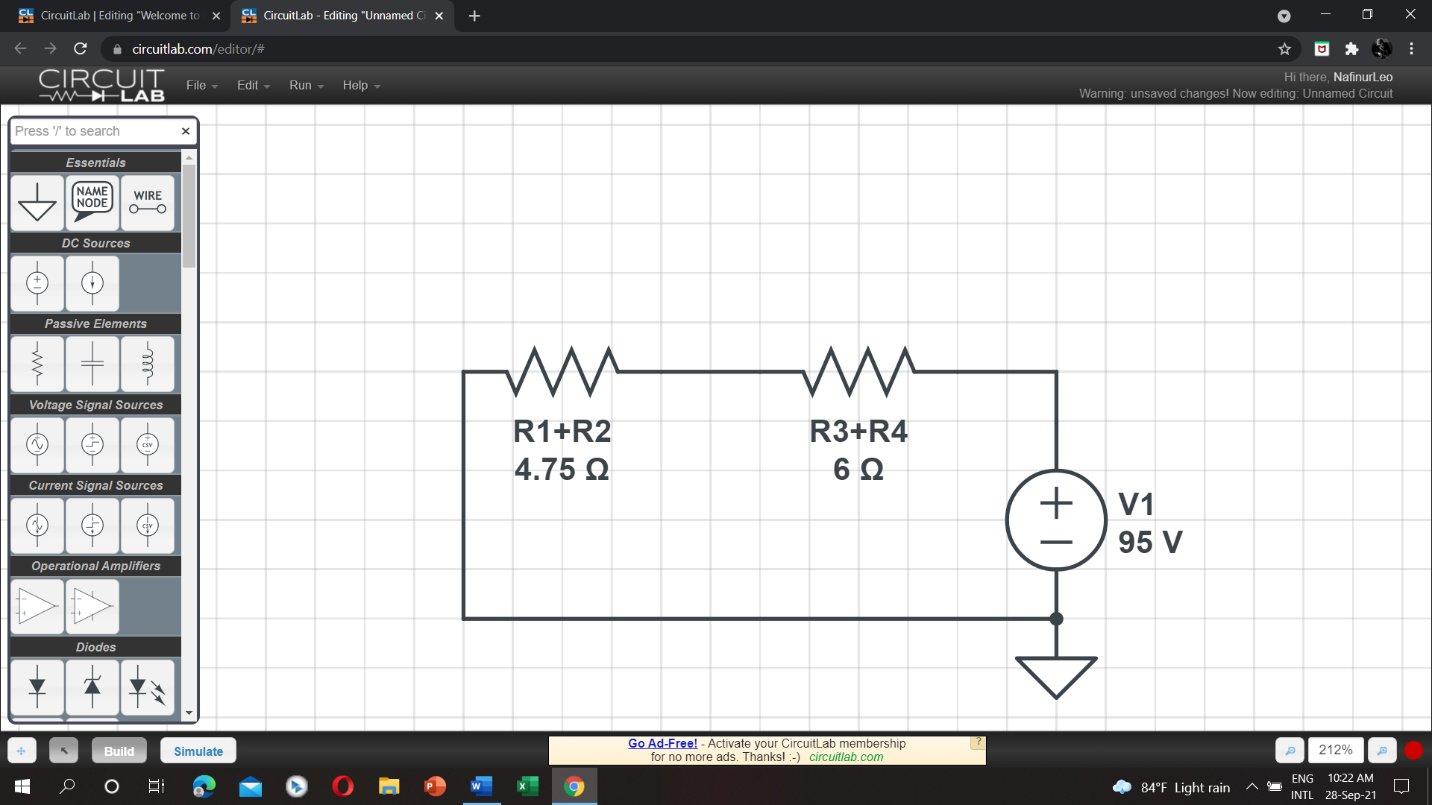 CircuitLab | Editing "Welcome to
CircuitLab - Editing "Unnamed Ci
circuitlab.com/editor/#
CIRCUIT
LAB
File
Edit
Run
Help
Hi there, NafinurLeo
Warning: unsaved changes! Now editing: Unnamed Circuit
Press '/' to search
Essentials
NAME
NODE
WIRE
DC Sources
Passive Elements
Voltage Signal Sources
CSV
Current Signal Sources
CSV
Operational Amplifiers
Diodes
R1+R2
4.75 Ω
R3+R4
6 Ω
V1
95 V
Build
Simulate
Go Ad-Free! - Activate your CircuitLab membership
for no more ads. Thanks! :-) circuitlab.com
?
212%
84°F Light rain
ENG
INTL
10:22 AM
28-Sep-21